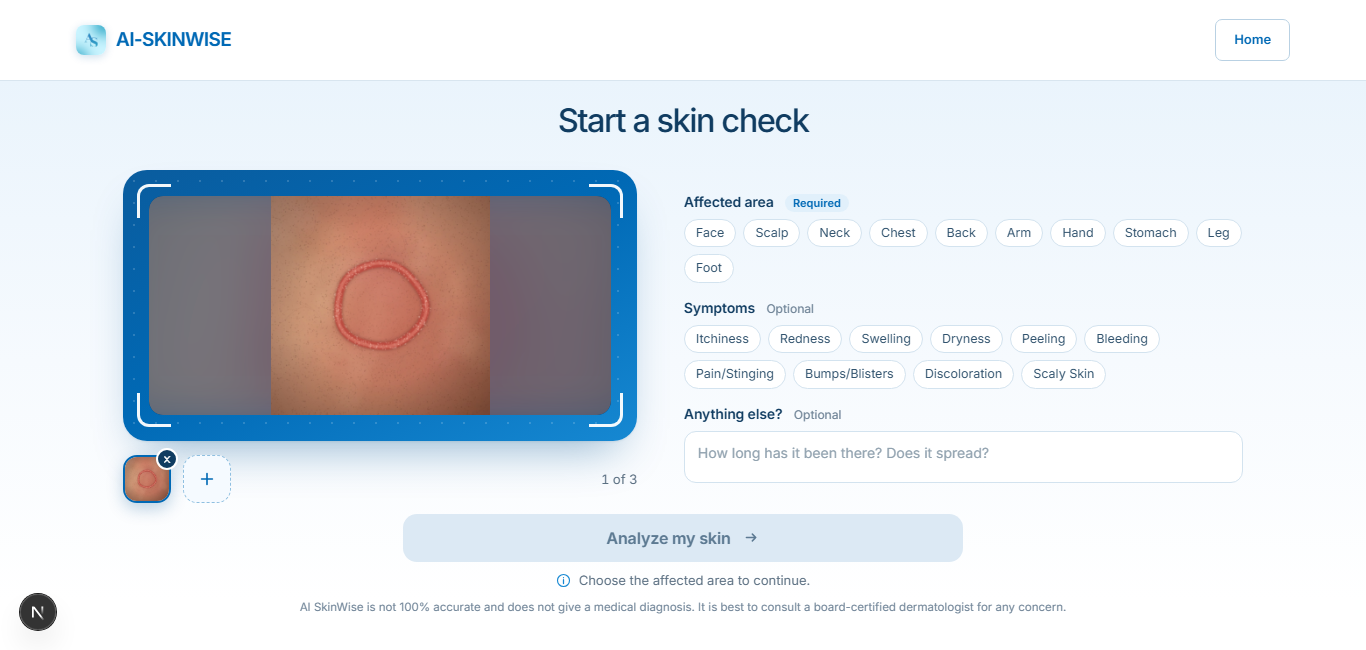 AI-SKINWISE
Home
Start a skin check
Affected area Required
Face Scalp Neck Chest Back Arm Hand Stomach Leg
Foot
Symptoms Optional
Itchiness Redness Swelling Dryness Peeling Bleeding
Pain/Stinging Bumps/Blisters Discoloration Scaly Skin
Anything else? Optional
How long has it been there? Does it spread?
1 of 3
Analyze my skin →
Choose the affected area to continue.
AI SkinWise is not 100% accurate and does not give a medical diagnosis. It is best to consult a board-certified dermatologist for any concern.
N